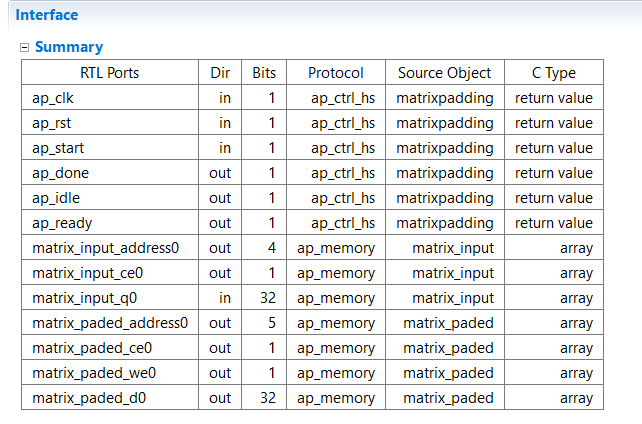 Interface
Summary
RTL Ports Dir Bits Protocol Source Object C Type
ap_clk in 1 ap_ctrl_hs matrixpadding return value
ap_rst in 1 ap_ctrl_hs matrixpadding return value
ap_start in 1 ap_ctrl_hs matrixpadding return value
ap_done out 1 ap_ctrl_hs matrixpadding return value
ap_idle out 1 ap_ctrl_hs matrixpadding return value
ap_ready out 1 ap_ctrl_hs matrixpadding return value
matrix_input_address0 out 4 ap_memory matrix_input array
matrix_input_ce0 out 1 ap_memory matrix_input array
matrix_input_q0 in 32 ap_memory matrix_input array
matrix_paded_address0 out 5 ap_memory matrix_paded array
matrix_paded_ce0 out 1 ap_memory matrix_paded array
matrix_paded_we0 out 1 ap_memory matrix_paded array
matrix_paded_d0 out 32 ap_memory matrix_paded array